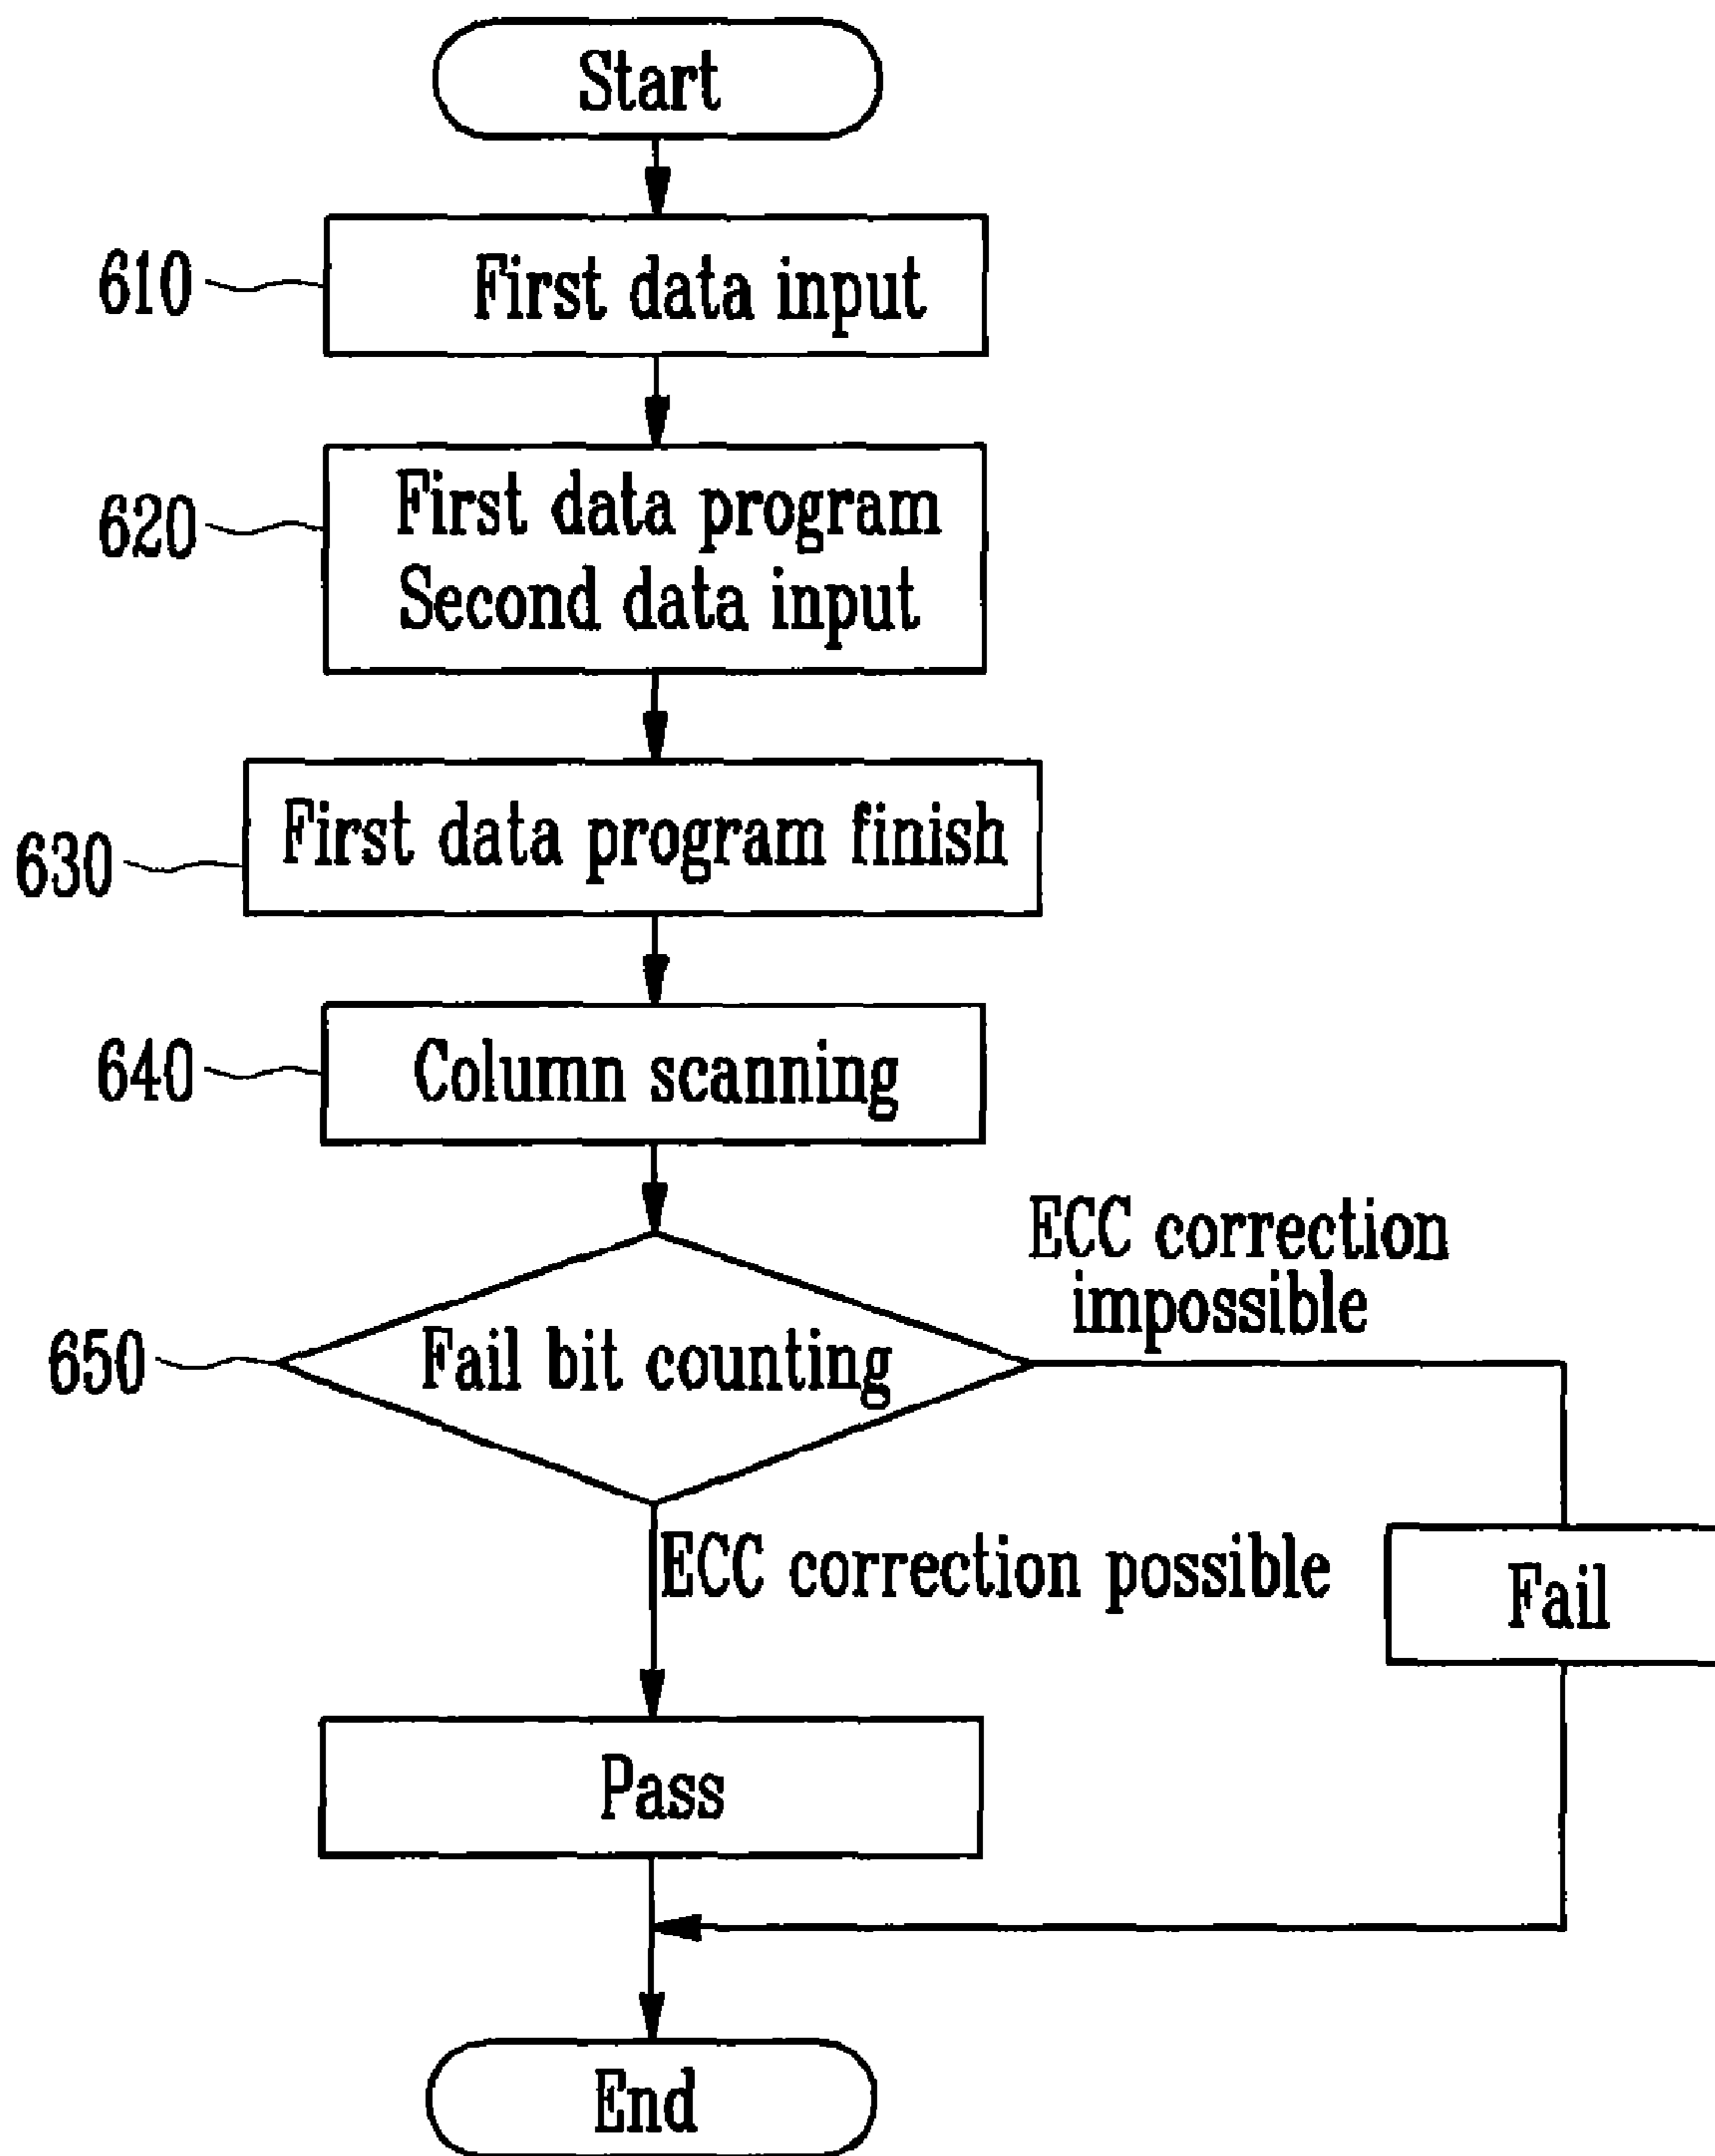 Start
610
First data input
620
First data program
Second data input
630
First data program finish
640
Column scanning
ECC correction
impossible
650
Fail bit counting
ECC correction possible
Fail
Pass
End